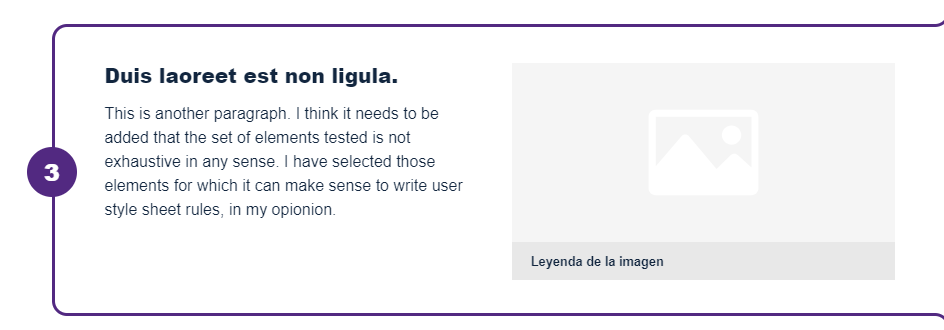 Duis laoreet est non ligula.
This is another paragraph. I think it needs to be
added that the set of elements tested is not
exhaustive in any sense. I have selected those
elements for which it can make sense to write user
style sheet rules, in my opionion.
3
Leyenda de la imagen